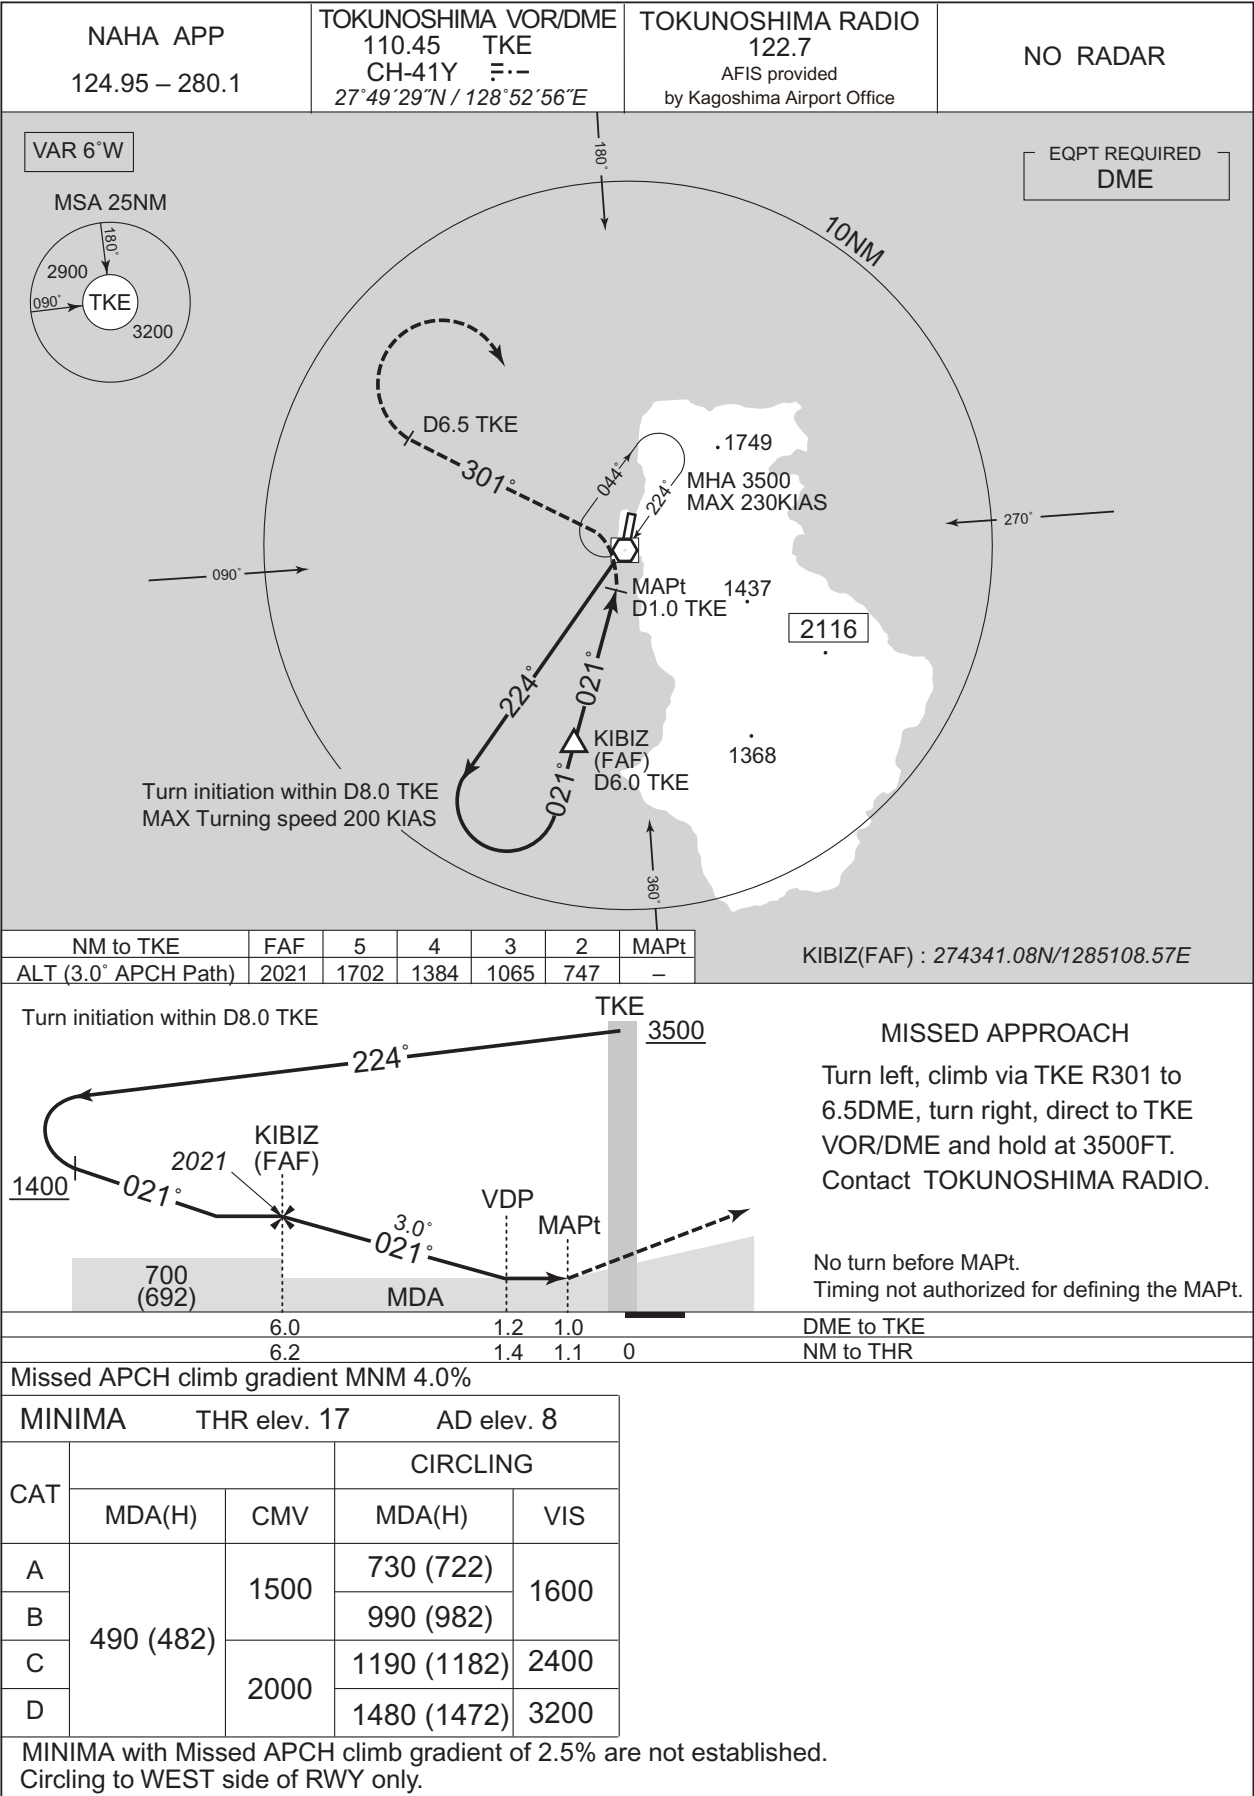 NAHA APP
124.95 – 280.1
TOKUNOSHIMA VOR/DME
110.45 TKE
CH-41Y
27°49´29˝N / 128°52´56˝E
TOKUNOSHIMA RADIO
122.7
AFIS provided
by Kagoshima Airport Office
NO RADAR
VAR 6°W
EQPT REQUIRED
DME
MSA 25NM
180°
2900
090°
TKE
3200
180°
10NM
D6.5 TKE
301°
044°
224°
1749
MHA 3500
MAX 230KIAS
270°
090°
MAPt
D1.0 TKE
1437
2116
224°
021°
KIBIZ
(FAF)
D6.0 TKE
1368
021°
Turn initiation within D8.0 TKE
MAX Turning speed 200 KIAS
360°
NM to TKE FAF 5 4 3 2 MAPt
ALT (3.0° APCH Path) 2021 1702 1384 1065 747 –
KIBIZ(FAF) : 274341.08N/1285108.57E
Turn initiation within D8.0 TKE
TKE
3500
224°
KIBIZ
(FAF)
2021
1400
021°
3.0°
021°
VDP
MAPt
700
(692)
MDA
MISSED APPROACH
Turn left, climb via TKE R301 to
6.5DME, turn right, direct to TKE
VOR/DME and hold at 3500FT.
Contact TOKUNOSHIMA RADIO.
No turn before MAPt.
Timing not authorized for defining the MAPt.
6.0 1.2 1.0 DME to TKE
6.2 1.4 1.1 0 NM to THR
Missed APCH climb gradient MNM 4.0%
MINIMA THR elev. 17 AD elev. 8
CAT
CIRCLING
MDA(H) CMV MDA(H) VIS
A 490 (482) 1500 730 (722) 1600
B 990 (982)
C 2000 1190 (1182) 2400
D 1480 (1472) 3200
MINIMA with Missed APCH climb gradient of 2.5% are not established.
Circling to WEST side of RWY only.